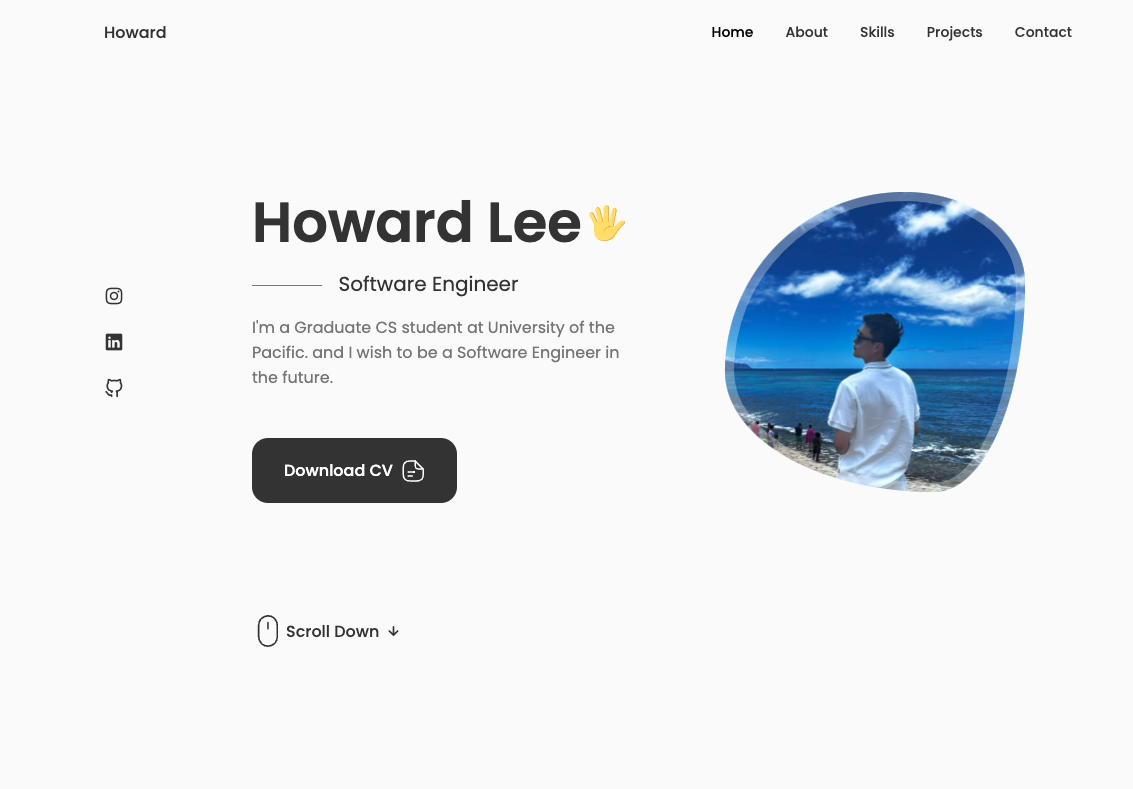 Howard
Home About Skills Projects Contact
Howard Lee🖐
Software Engineer
I'm a Graduate CS student at University of the
Pacific. and I wish to be a Software Engineer in
the future.
in
Download CV
Scroll Down ↓